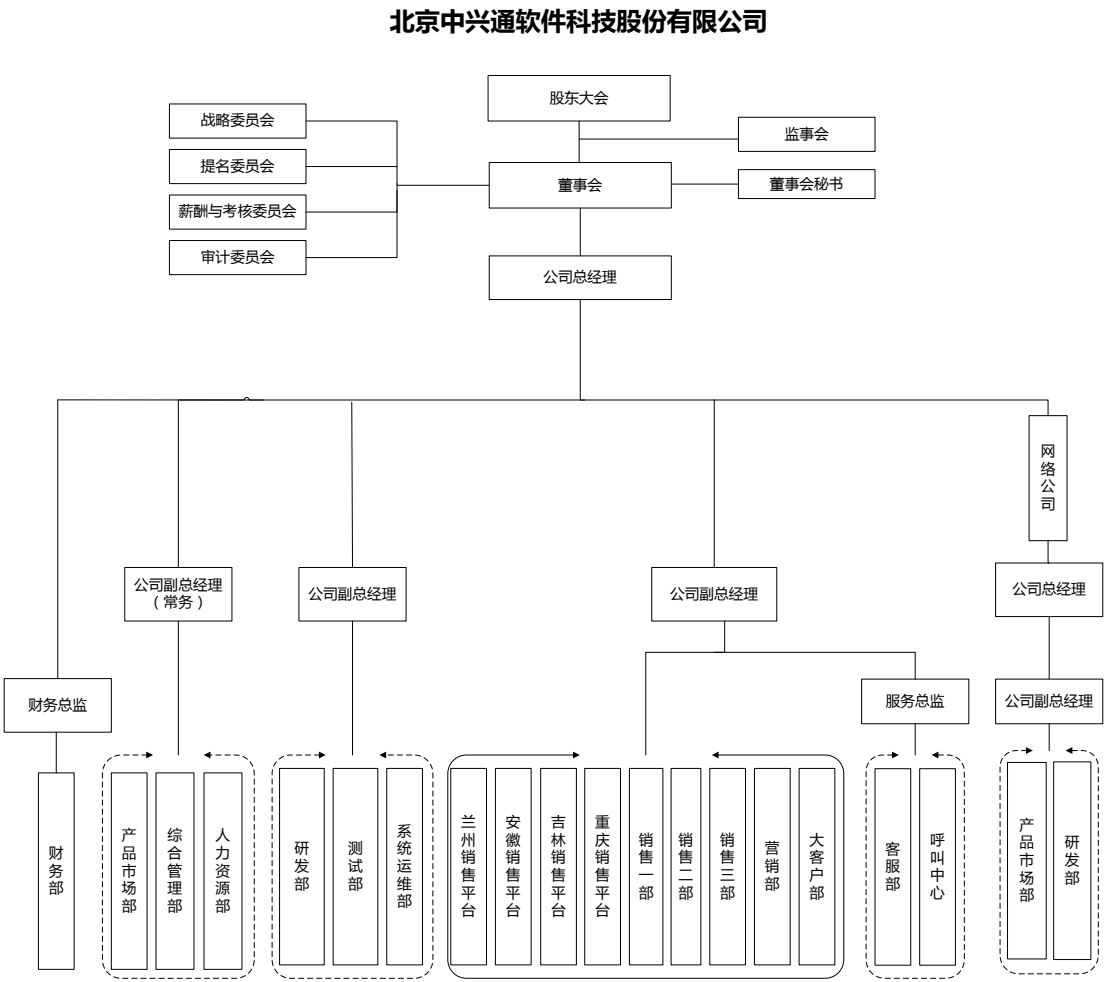 北京中兴通软件科技股份有限公司
股东大会
战略委员会
监事会
提名委员会
董事会
董事会秘书
薪酬与考核委员会
审计委员会
公司总经理
网络公司
公司副总经理
（常务）
公司副总经理
公司副总经理
公司总经理
财务总监
服务总监
公司副总经理
财务部
产品市场部
综合管理部
人力资源部
研发部
测试部
系统运维部
兰州销售平台
安徽销售平台
吉林销售平台
重庆销售平台
销售一部
销售二部
销售三部
营销部
大客户部
客服部
呼叫中心
产品市场部
研发部